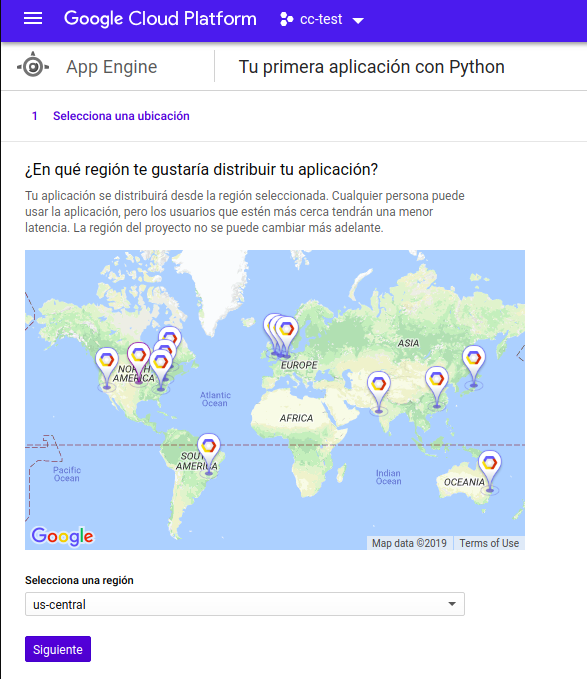 Google Cloud Platform
cc-test
App Engine
Tu primera aplicación con Python
1 Selecciona una ubicación
¿En qué región te gustaría distribuir tu aplicación?
Tu aplicación se distribuirá desde la región seleccionada. Cualquier persona puede
usar la aplicación, pero los usuarios que estén más cerca tendrán una menor
latencia. La región del proyecto no se puede cambiar más adelante.
ASIA
EUROPE
NORTH
AMERICA
Atlantic
Ocean
AFRICA
SOUTH
AMERICA
Pacific
Ocean
Indian
Ocean
OCEANIA
Google
Map data ©2019
Terms of Use
Selecciona una región
us-central
Siguiente